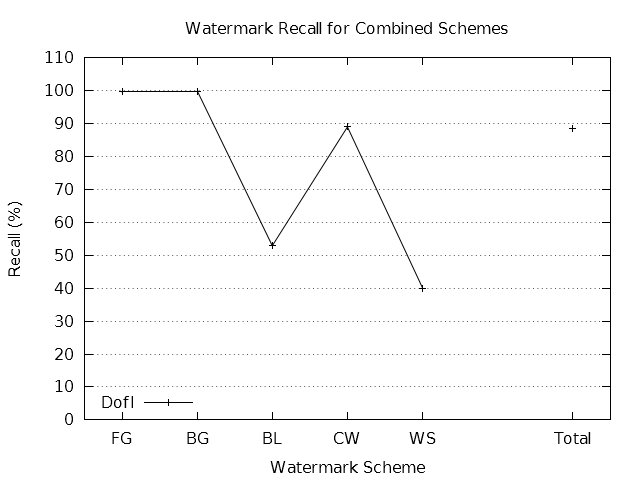 Watermark Recall for Combined Schemes
110
100
90
80
70
60
50
40
30
20
10
0
Recall (%)
Dofl
FG BG BL CW WS Total
Watermark Scheme